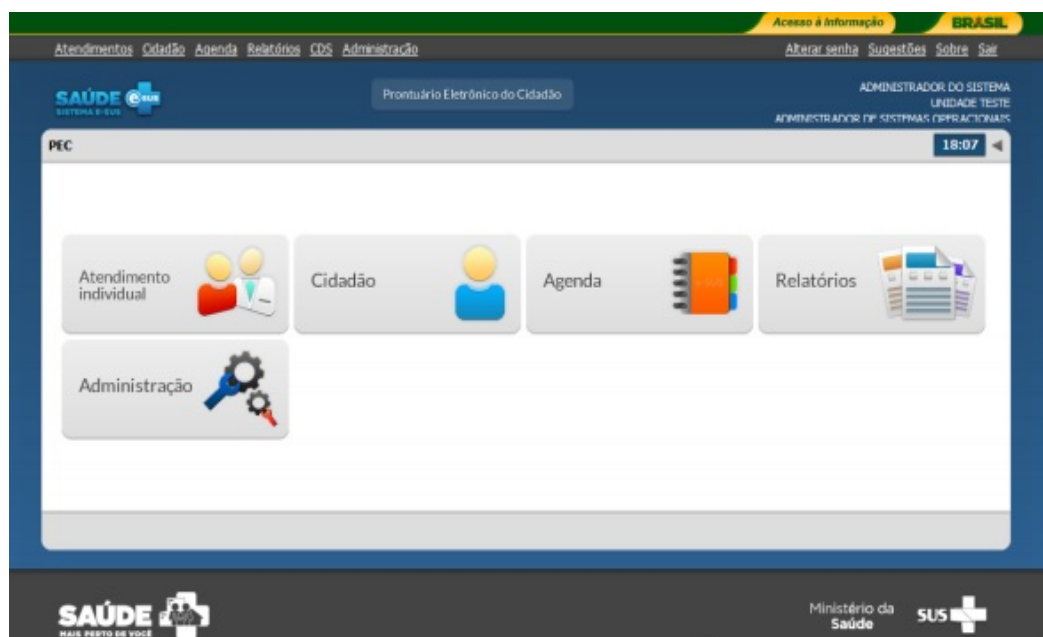 Acesso à Informação BRASIL
Atendimentos Cidadão Agenda Relatórios CDS Administração Alterar senha Sugestões Sobre Sair
SAÚDE e-SUS
SISTEMA E-SUS
Prontuário Eletrônico do Cidadão
ADMINISTRADOR DO SISTEMA
UNIDADE TESTE
ADMINISTRADOR DE SISTEMAS OPERACIONAIS
PEC 18:07
Atendimento
individual
Cidadão
Agenda
Relatórios
Administração
SAÚDE
MAIS PERTO DE VOCÊ
Ministério da
Saúde
SUS